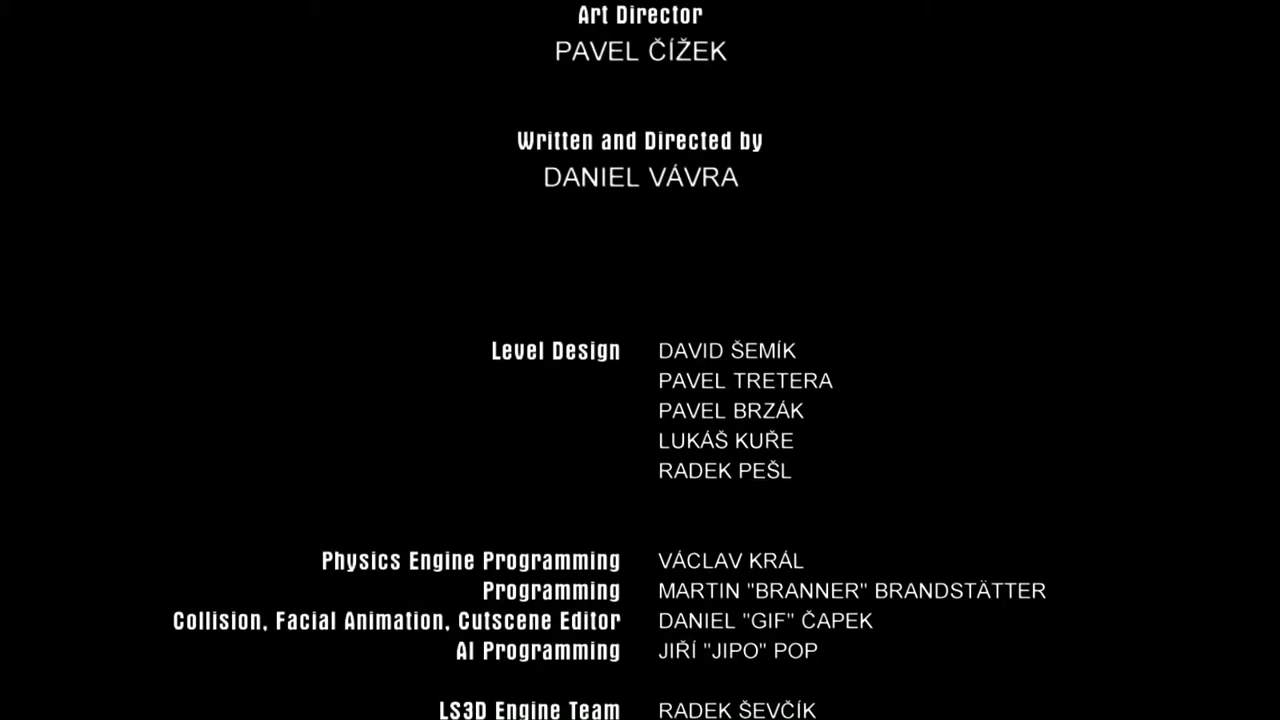 Art Director
PAVEL ČÍŽEK
Written and Directed by
DANIEL VÁVRA
Level Design DAVID ŠEMÍK
PAVEL TRETERA
PAVEL BRZÁK
LUKÁŠ KUŘE
RADEK PEŠL
Physics Engine Programming VÁCLAV KRÁL
Programming MARTIN "BRANNER" BRANDSTÄTTER
Collision, Facial Animation, Cutscene Editor DANIEL "GIF" ČAPEK
AI Programming JIŘÍ "JIPO" POP
LS3D Engine Team RADEK ŠEVČÍK